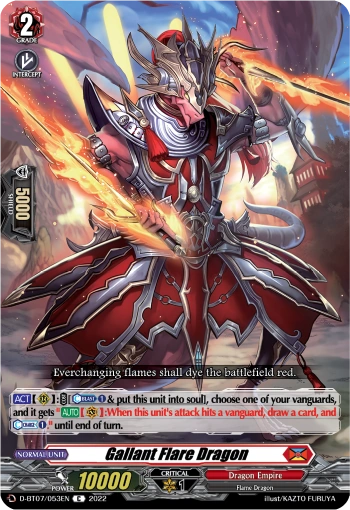 2
GRADE
INTERCEPT
5000
SHIELD
Everchanging flames shall dye the battlefield red.
ACT [ ]:[ BLAST 1 & put this unit into soul], choose one of your vanguards,
and it gets "AUTO [ ]:When this unit's attack hits a vanguard, draw a card, and
CHARGE 1." until end of turn.
NORMAL UNIT
Gallant Flare Dragon
POWER 10000
CRITICAL
1
Dragon Empire
Flame Dragon
D-BT07/053EN C 2022
illust/KAZTO FURUYA